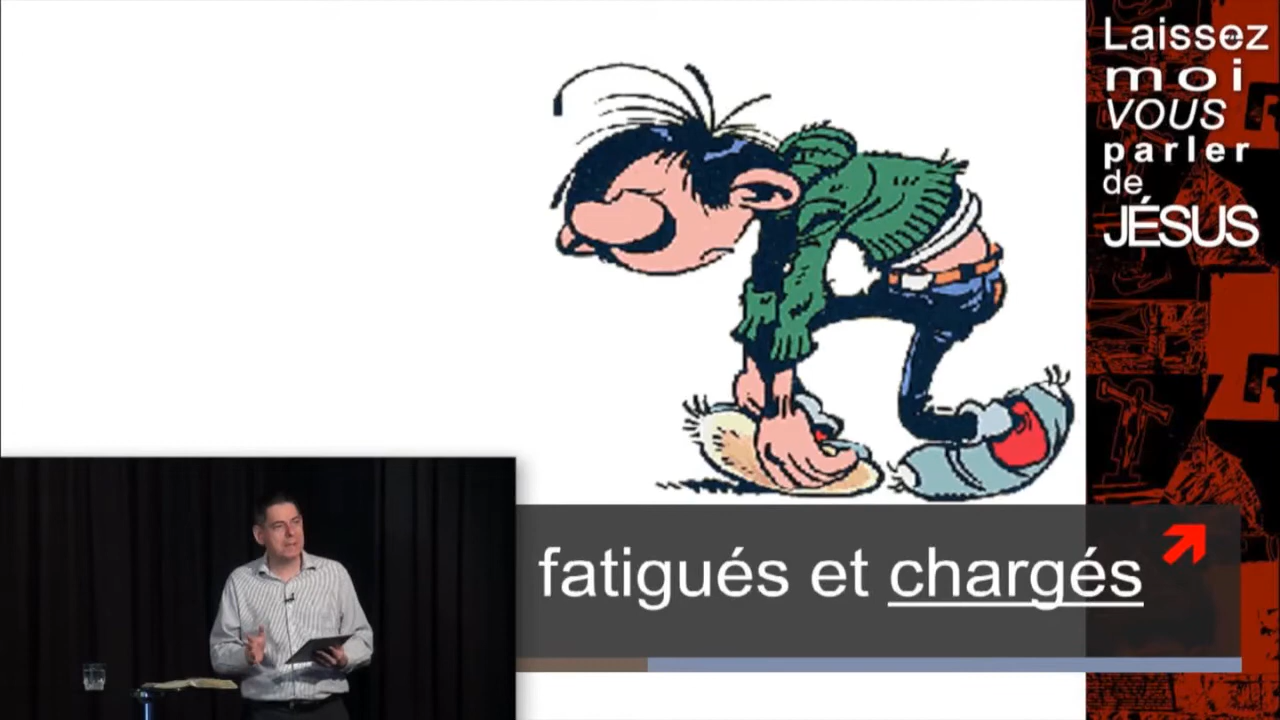 Laissez
moi
VOUS
parler
de
JÉSUS
fatigués et chargés